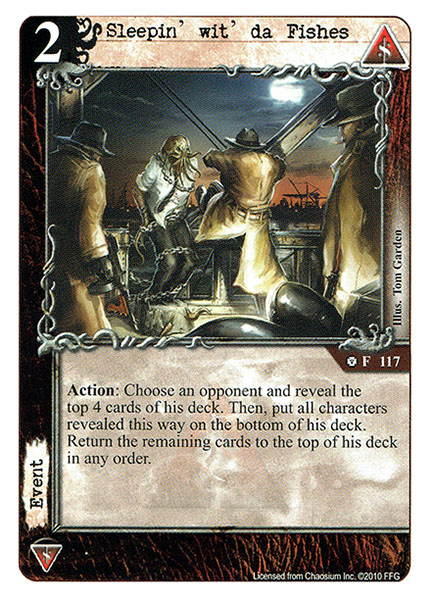 2
Sleepin' wit' da Fishes
Illus. Tom Garden
F 117
Action: Choose an opponent and reveal the
top 4 cards of his deck. Then, put all characters
revealed this way on the bottom of his deck.
Return the remaining cards to the top of his deck
in any order.
Event
Licensed from Chaosium Inc. ©2010 FFG